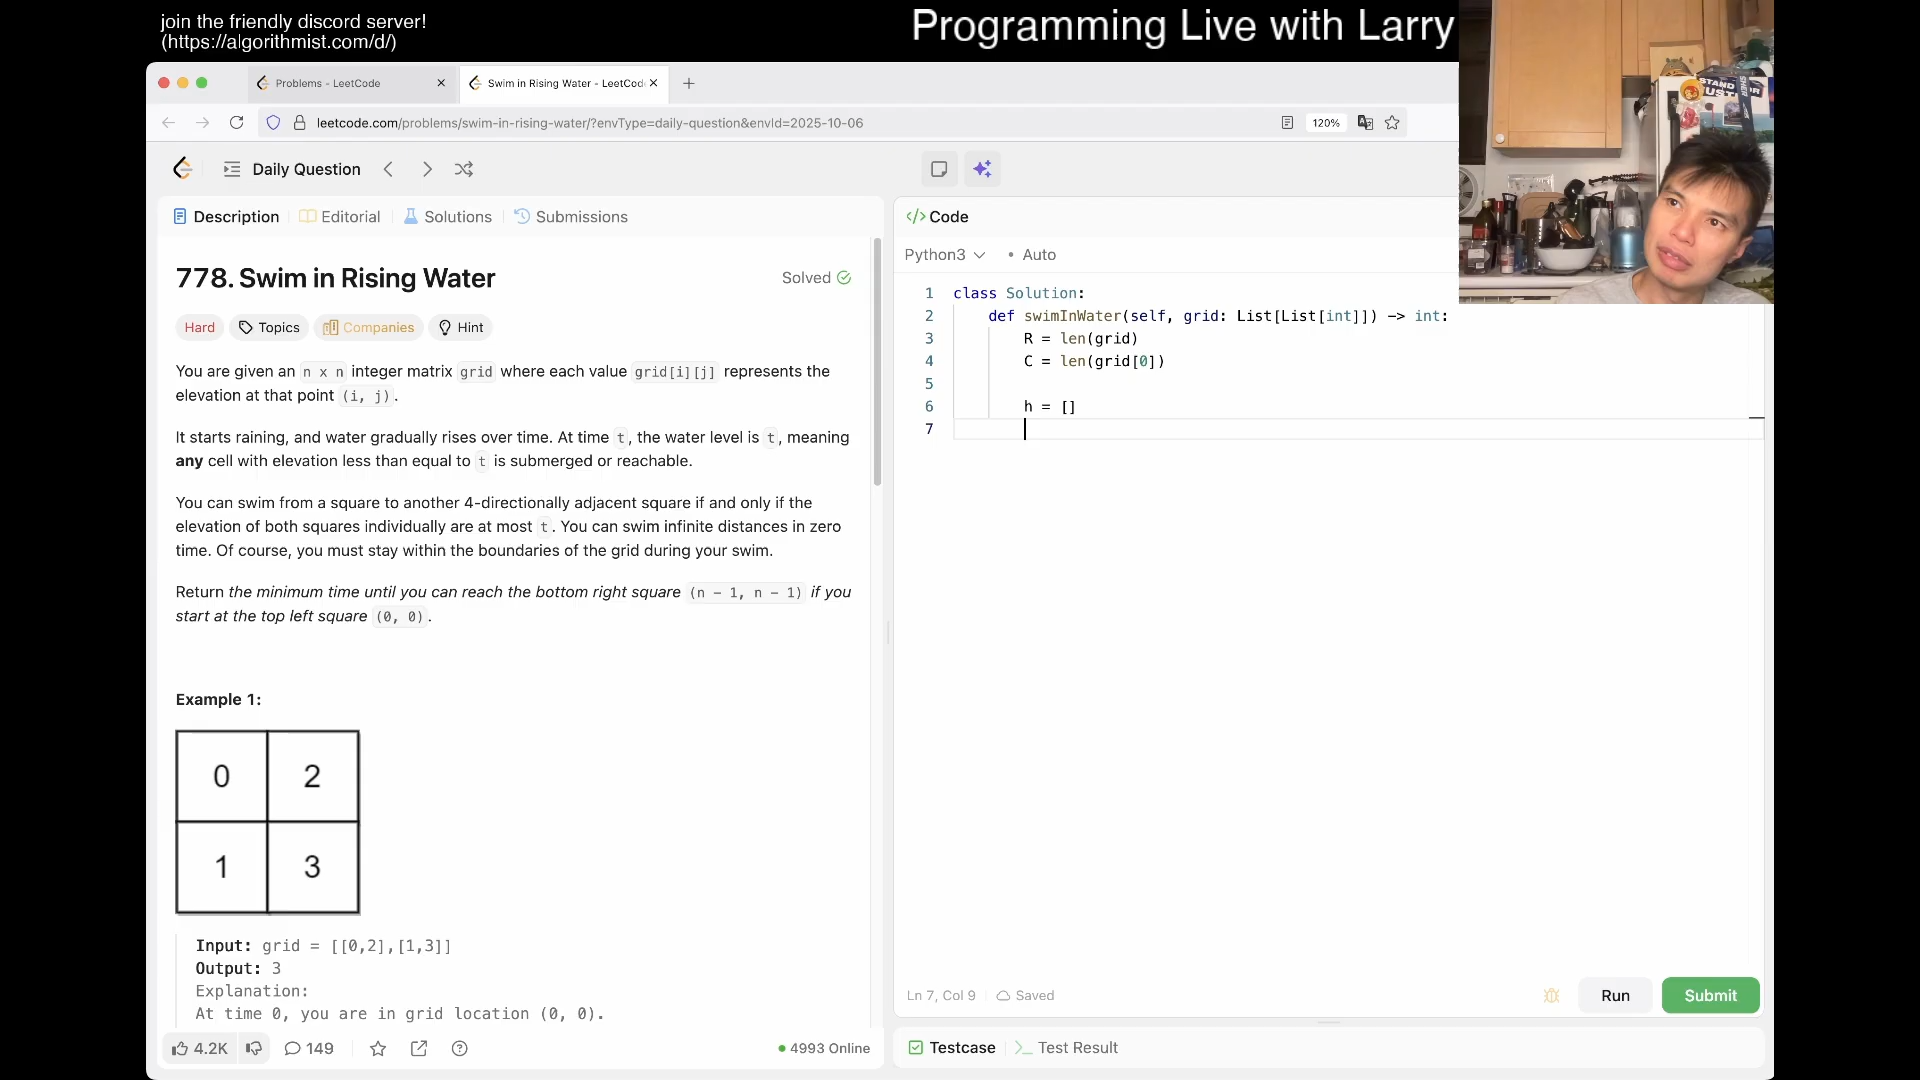 join the friendly discord server!
(https://algorithmist.com/d/)
Programming Live with Larry
Problems - LeetCode
Swim in Rising Water - LeetCode
leetcode.com/problems/swim-in-rising-water/?envType=daily-question&envId=2025-10-06
120%
Daily Question
Description
Editorial
Solutions
Submissions
778. Swim in Rising Water
Solved
Hard
Topics
Companies
Hint
You are given an n x n integer matrix grid where each value grid[i][j] represents the
elevation at that point (i, j).
It starts raining, and water gradually rises over time. At time t, the water level is t, meaning
any cell with elevation less than equal to t is submerged or reachable.
You can swim from a square to another 4-directionally adjacent square if and only if the
elevation of both squares individually are at most t. You can swim infinite distances in zero
time. Of course, you must stay within the boundaries of the grid during your swim.
Return the minimum time until you can reach the bottom right square (n - 1, n - 1) if you
start at the top left square (0, 0).
Example 1:
0 2
1 3
Input: grid = [[0,2],[1,3]]
Output: 3
Explanation:
At time 0, you are in grid location (0, 0).
4.2K
149
4993 Online
</> Code
Python3
Auto
1 class Solution:
2 def swimInWater(self, grid: List[List[int]]) -> int:
3 R = len(grid)
4 C = len(grid[0])
5
6 h = []
7
Ln 7, Col 9
Saved
Run
Submit
Testcase
Test Result
STAND